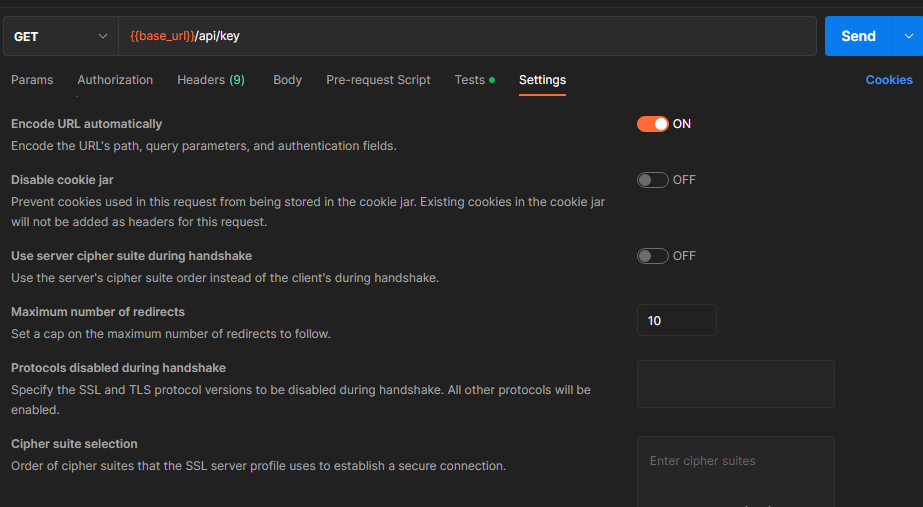 GET {{base_url}}/api/key Send
Params Authorization Headers (9) Body Pre-request Script Tests Settings Cookies
Encode URL automatically ON
Encode the URL's path, query parameters, and authentication fields.
Disable cookie jar OFF
Prevent cookies used in this request from being stored in the cookie jar. Existing cookies in the cookie jar
will not be added as headers for this request.
Use server cipher suite during handshake OFF
Use the server's cipher suite order instead of the client's during handshake.
Maximum number of redirects 10
Set a cap on the maximum number of redirects to follow.
Protocols disabled during handshake
Specify the SSL and TLS protocol versions to be disabled during handshake. All other protocols will be
enabled.
Cipher suite selection
Order of cipher suites that the SSL server profile uses to establish a secure connection.
Enter cipher suites